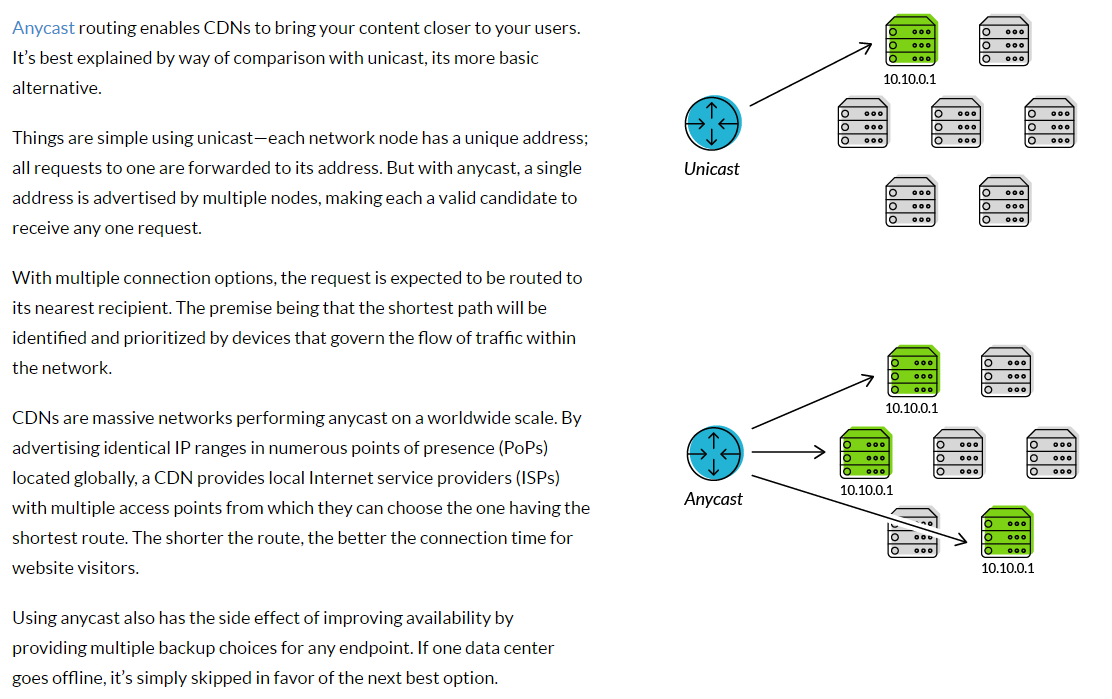 Anycast routing enables CDNs to bring your content closer to your users.
It’s best explained by way of comparison with unicast, its more basic
alternative.
Things are simple using unicast—each network node has a unique address;
all requests to one are forwarded to its address. But with anycast, a single
address is advertised by multiple nodes, making each a valid candidate to
receive any one request.
With multiple connection options, the request is expected to be routed to
its nearest recipient. The premise being that the shortest path will be
identified and prioritized by devices that govern the flow of traffic within
the network.
CDNs are massive networks performing anycast on a worldwide scale. By
advertising identical IP ranges in numerous points of presence (PoPs)
located globally, a CDN provides local Internet service providers (ISPs)
with multiple access points from which they can choose the one having the
shortest route. The shorter the route, the better the connection time for
website visitors.
Using anycast also has the side effect of improving availability by
providing multiple backup choices for any endpoint. If one data center
goes offline, it’s simply skipped in favor of the next best option.
10.10.0.1
Unicast
10.10.0.1
10.10.0.1
Anycast
10.10.0.1